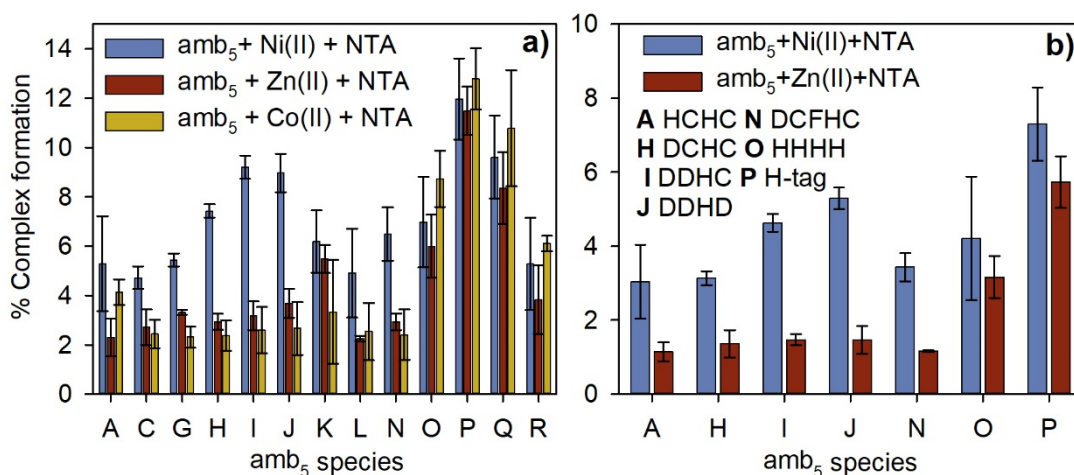 a)
amb5+ Ni(II) + NTA
amb5 + Zn(II) + NTA
amb5 + Co(II) + NTA
% Complex formation
14
12
10
8
6
4
2
0
A C G H I J K L N O P Q R
amb5 species
b)
amb5+Ni(II)+NTA
amb5+Zn(II)+NTA
A HCHC N DCFHC
H DCHC O HHHH
I DDHC P H-tag
J DDHD
10
8
6
4
2
0
A H I J N O P
amb5 species